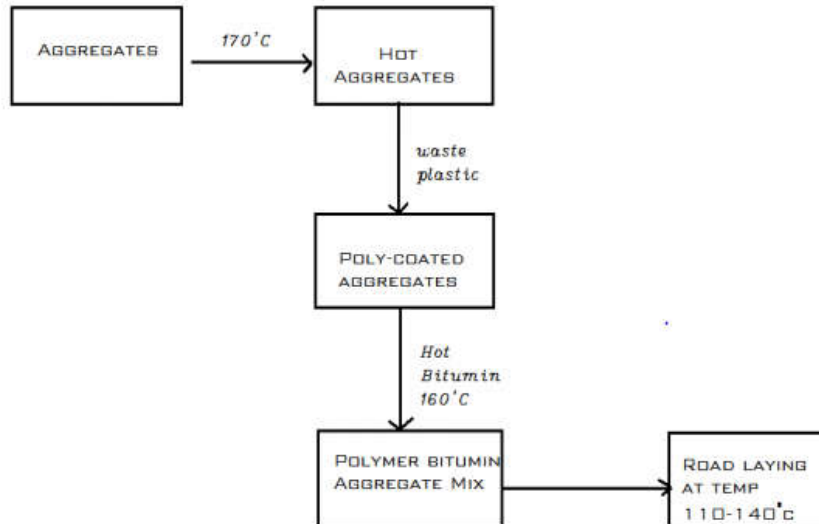 AGGREGATES
170°C
HOT
AGGREGATES
waste
plastic
POLY-COATED
AGGREGATES
Hot
Bitumin
160°C
POLYMER BITUMIN
AGGREGATE MIX
ROAD LAYING
AT TEMP
110-140°C